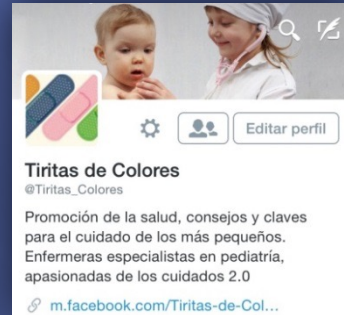 Editar perfil
Tiritas de Colores
@Tiritas_Colores
Promoción de la salud, consejos y claves
para el cuidado de los más pequeños.
Enfermeras especialistas en pediatría,
apasionadas de los cuidados 2.0
m.facebook.com/Tiritas-de-Col...